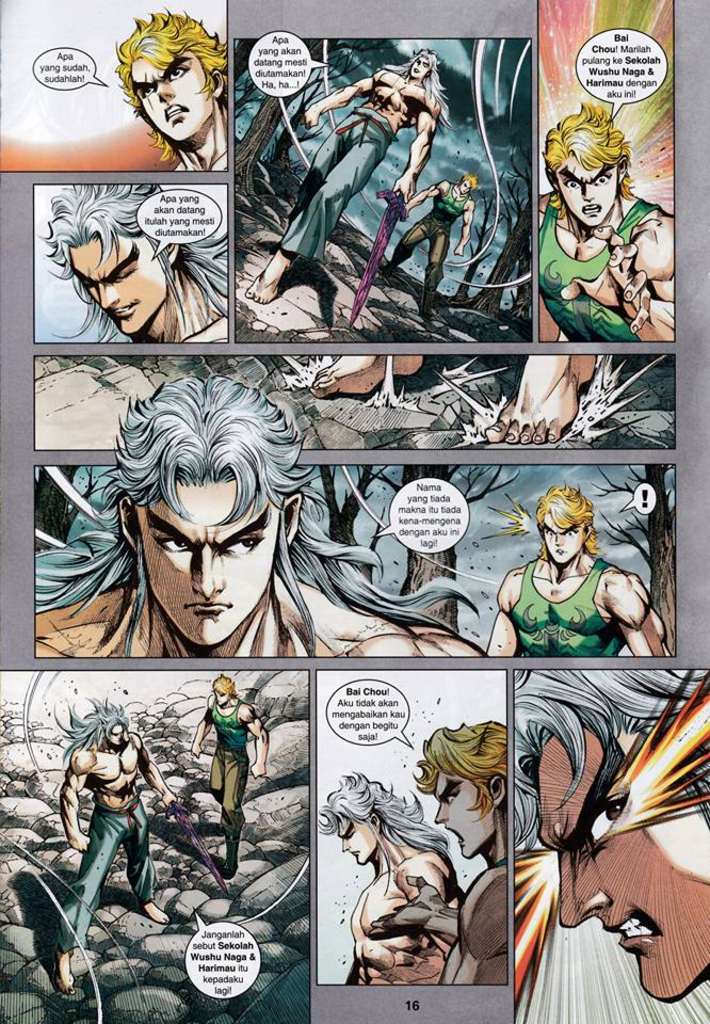 Apa
yang sudah,
sudahlah!
Apa
yang akan
datang mesti
diutamakan!
Ha, ha...!
Bai
Chou! Marilah
pulang ke Sekolah
Wushu Naga &
Harimau dengan
aku ini!
Apa yang
akan datang
itulah yang mesti
diutamakan!
Nama
yang tiada
makna itu tiada
kena-mengena
dengan aku ini
lagi!
!
Janganlah
sebut Sekolah
Wushu Naga &
Harimau itu
kepadaku
lagi!
Bai Chou!
Aku tidak akan
mengabaikan kau
dengan begitu
saja!
16